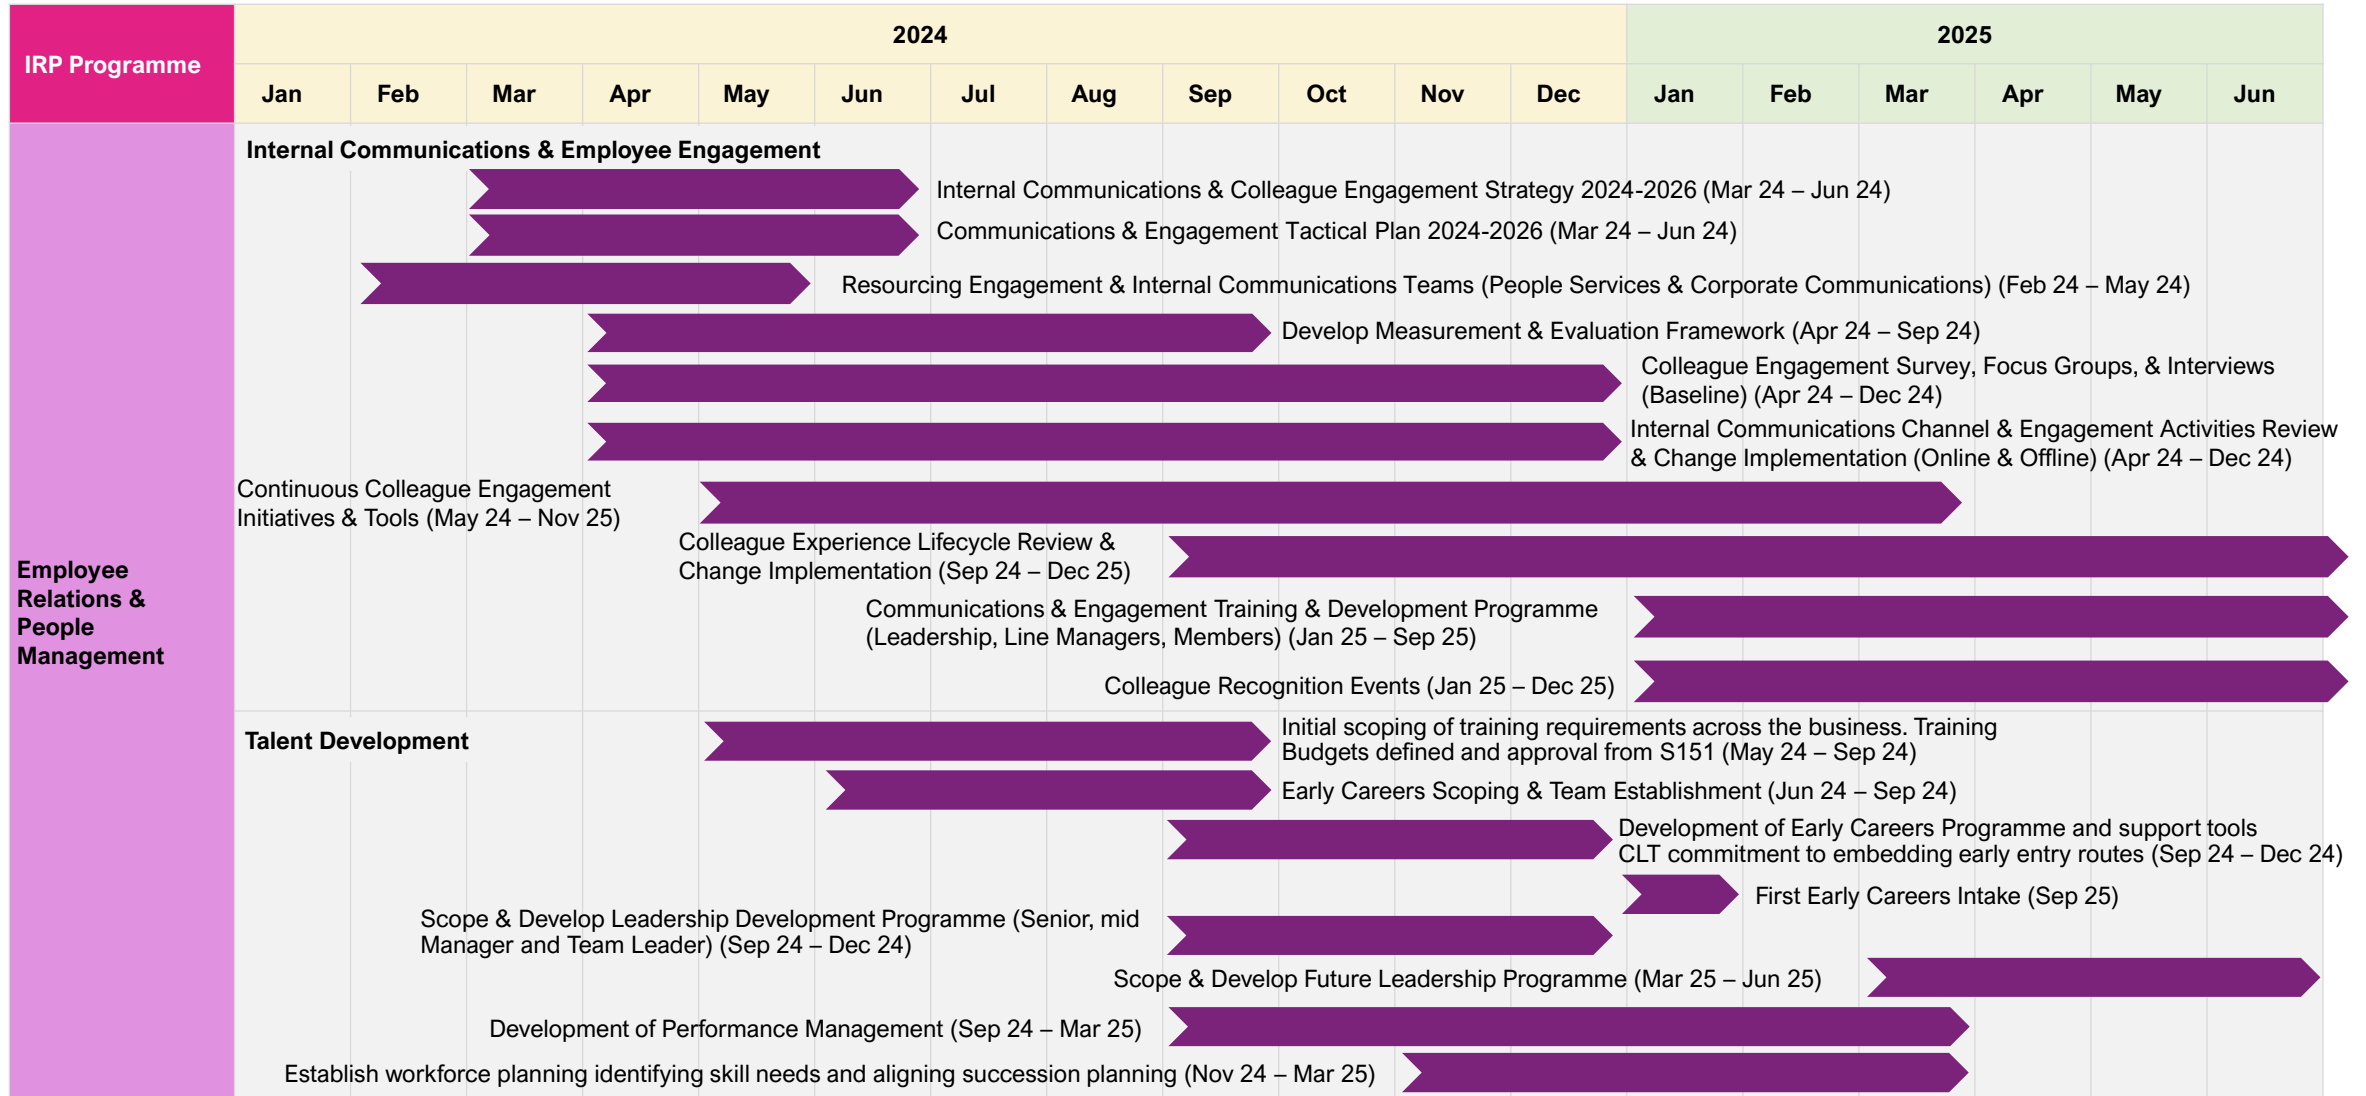 IRP Programme
2024
2025
Jan Feb Mar Apr May Jun Jul Aug Sep Oct Nov Dec Jan Feb Mar Apr May Jun
Employee
Relations &
People
Management
Internal Communications & Employee Engagement
Internal Communications & Colleague Engagement Strategy 2024-2026 (Mar 24 – Jun 24)
Communications & Engagement Tactical Plan 2024-2026 (Mar 24 – Jun 24)
Resourcing Engagement & Internal Communications Teams (People Services & Corporate Communications) (Feb 24 – May 24)
Develop Measurement & Evaluation Framework (Apr 24 – Sep 24)
Colleague Engagement Survey, Focus Groups, & Interviews
(Baseline) (Apr 24 – Dec 24)
Internal Communications Channel & Engagement Activities Review
& Change Implementation (Online & Offline) (Apr 24 – Dec 24)
Continuous Colleague Engagement
Initiatives & Tools (May 24 – Nov 25)
Colleague Experience Lifecycle Review &
Change Implementation (Sep 24 – Dec 25)
Communications & Engagement Training & Development Programme
(Leadership, Line Managers, Members) (Jan 25 – Sep 25)
Colleague Recognition Events (Jan 25 – Dec 25)
Talent Development
Initial scoping of training requirements across the business. Training
Budgets defined and approval from S151 (May 24 – Sep 24)
Early Careers Scoping & Team Establishment (Jun 24 – Sep 24)
Development of Early Careers Programme and support tools
CLT commitment to embedding early entry routes (Sep 24 – Dec 24)
First Early Careers Intake (Sep 25)
Scope & Develop Leadership Development Programme (Senior, mid
Manager and Team Leader) (Sep 24 – Dec 24)
Scope & Develop Future Leadership Programme (Mar 25 – Jun 25)
Development of Performance Management (Sep 24 – Mar 25)
Establish workforce planning identifying skill needs and aligning succession planning (Nov 24 – Mar 25)